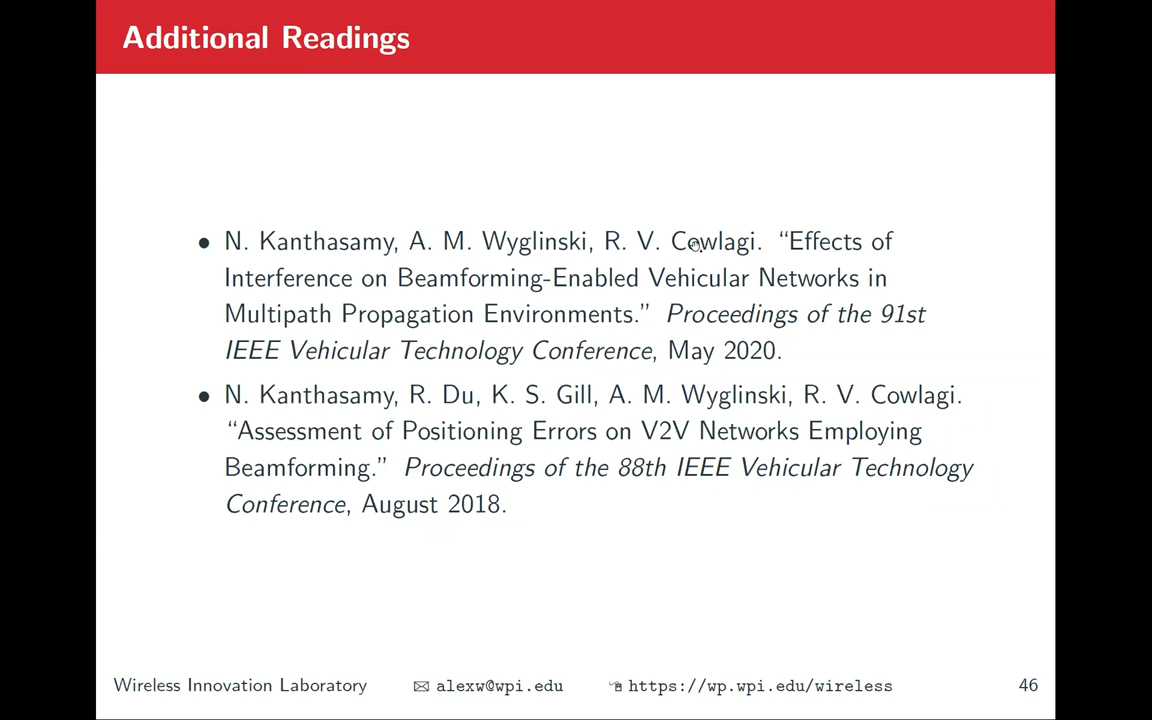 Additional Readings
• N. Kanthasamy, A. M. Wyglinski, R. V. Cowlagi. “Effects of
Interference on Beamforming-Enabled Vehicular Networks in
Multipath Propagation Environments.” Proceedings of the 91st
IEEE Vehicular Technology Conference, May 2020.
• N. Kanthasamy, R. Du, K. S. Gill, A. M. Wyglinski, R. V. Cowlagi.
“Assessment of Positioning Errors on V2V Networks Employing
Beamforming.” Proceedings of the 88th IEEE Vehicular Technology
Conference, August 2018.
Wireless Innovation Laboratory alexw@wpi.edu https://wp.wpi.edu/wireless 46